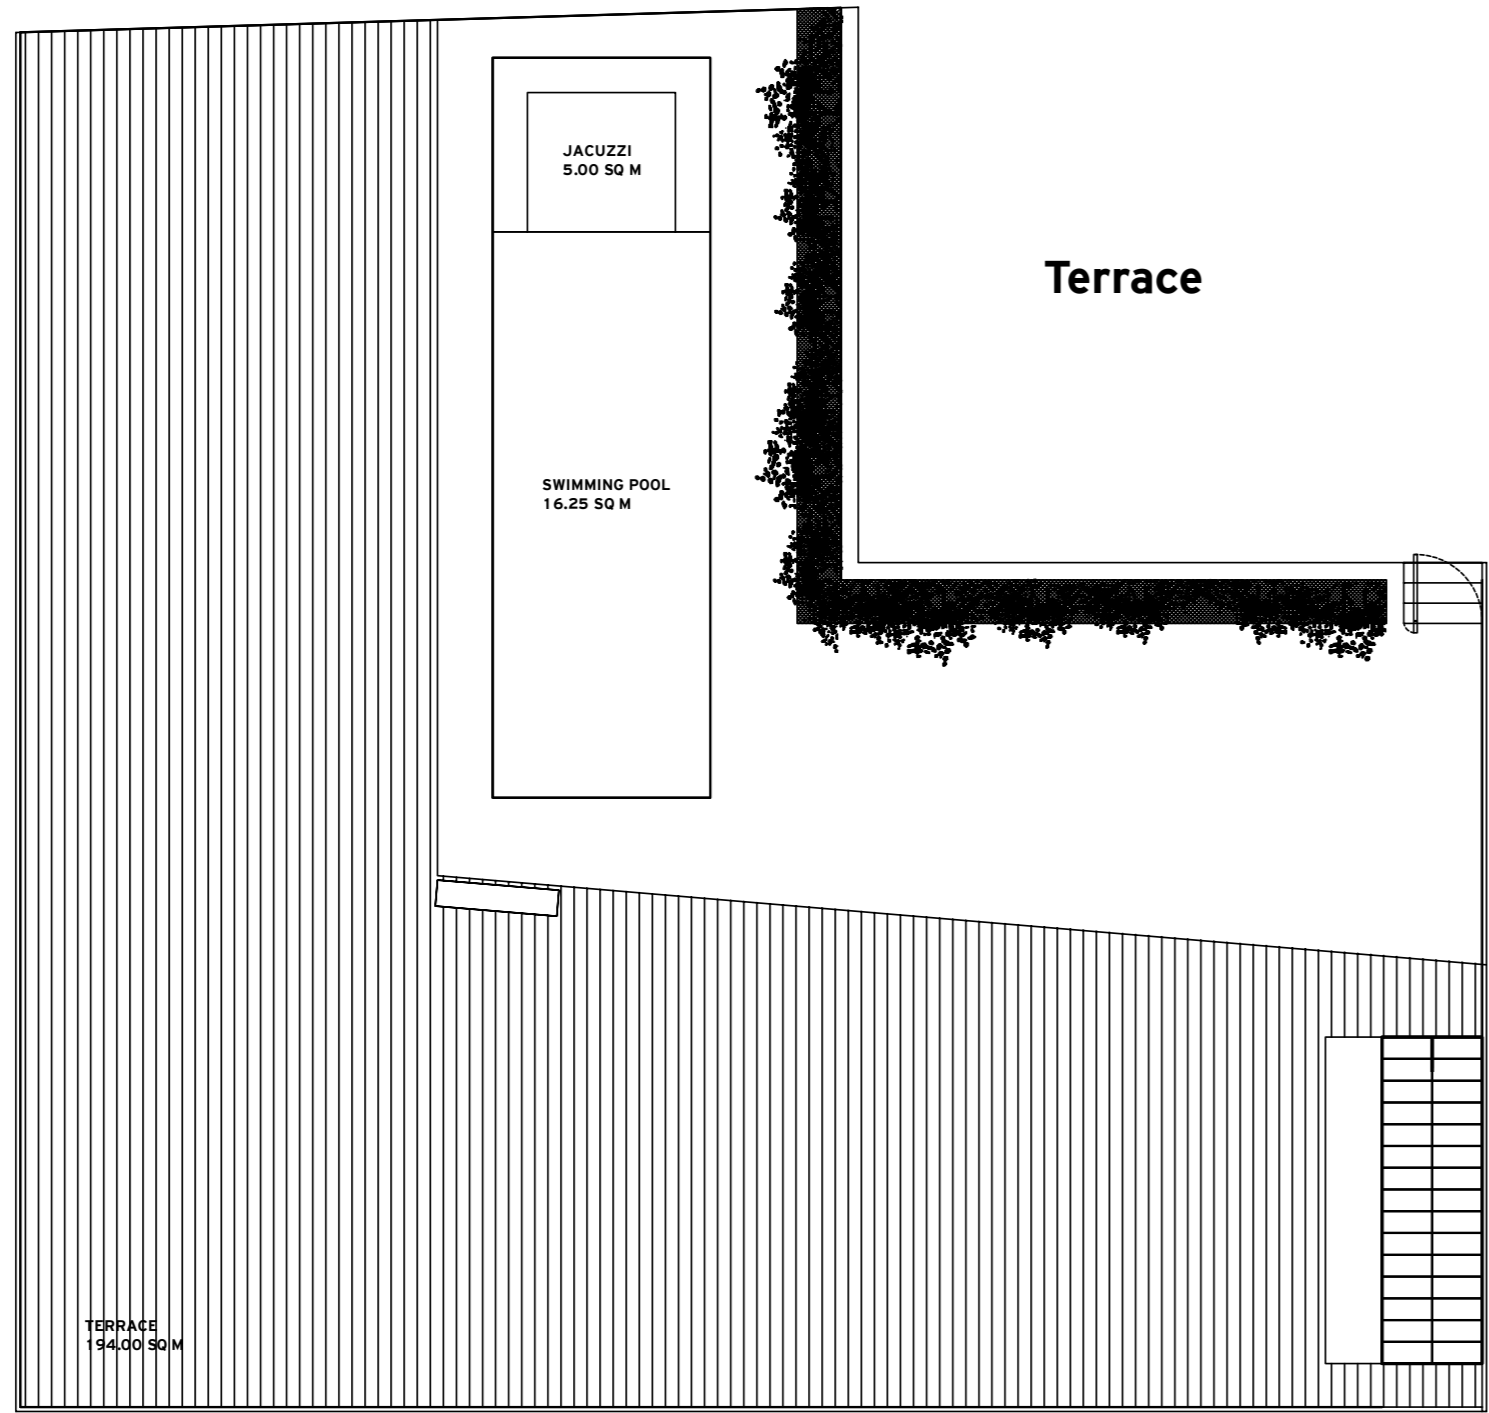 JACUZZI
5.00 SQ M
Terrace
SWIMMING POOL
16.25 SQ M
TERRACE
194.00 SQ M